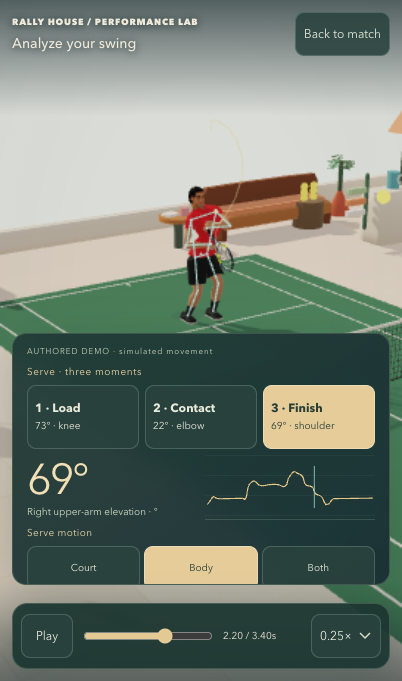 RALLY HOUSE / PERFORMANCE LAB
Analyze your swing
Back to match
AUTHORED DEMO · simulated movement
Serve · three moments
1 · Load
73° · knee
2 · Contact
22° · elbow
3 · Finish
69° · shoulder
69°
Right upper-arm elevation · °
Serve motion
Court
Body
Both
Play
2.20 / 3.40s
0.25×